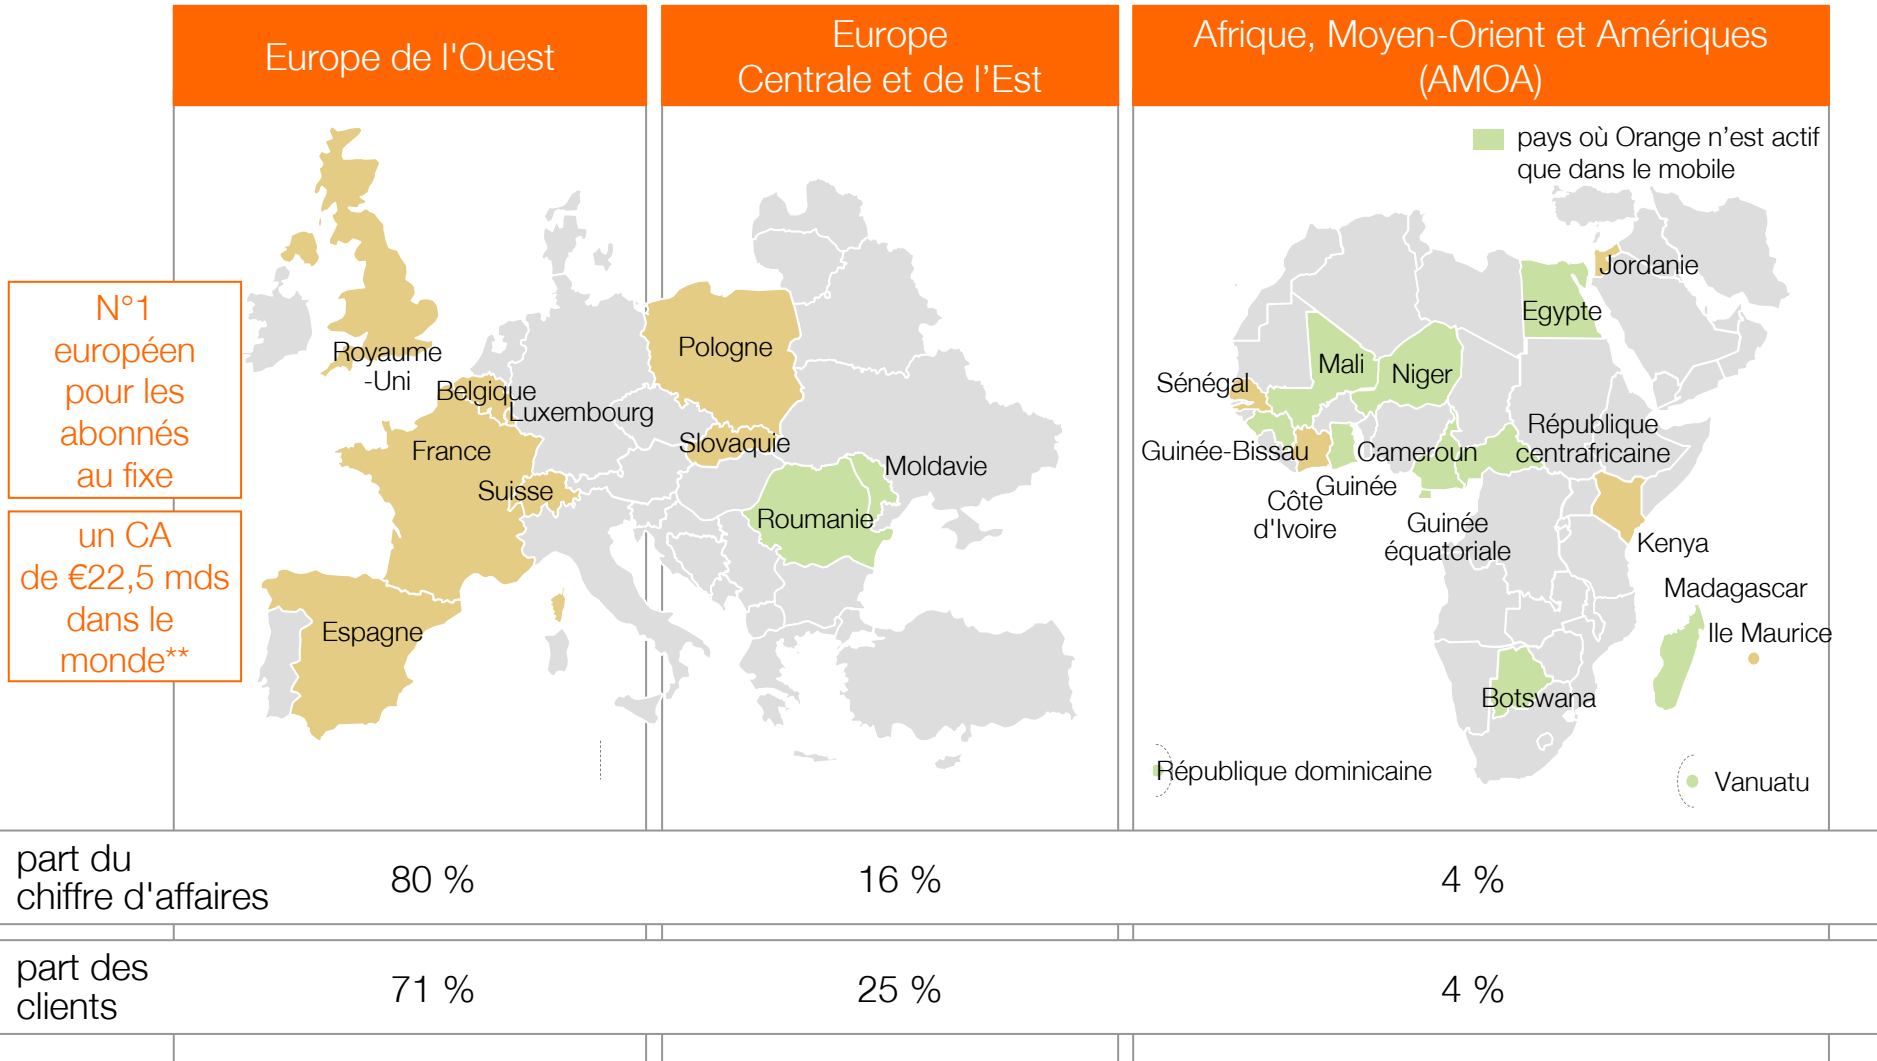 Europe de l'Ouest
Europe
Centrale et de l’Est
Afrique, Moyen-Orient et Amériques
(AMOA)
pays où Orange n’est actif
que dans le mobile
N°1
européen
pour les
abonnés
au fixe
un CA
de €22,5 mds
dans le
monde**
Royaume
-Uni
Belgique
Luxembourg
France
Suisse
Espagne
Pologne
Slovaquie
Moldavie
Roumanie
Jordanie
Egypte
Mali
Niger
Sénégal
République
centrafricaine
Guinée-Bissau
Cameroun
Guinée
Côte
d'Ivoire
Guinée
équatoriale
Kenya
Madagascar
Ile Maurice
Botswana
République dominicaine
Vanuatu
part du
chiffre d'affaires
80 %
16 %
4 %
part des
clients
71 %
25 %
4 %